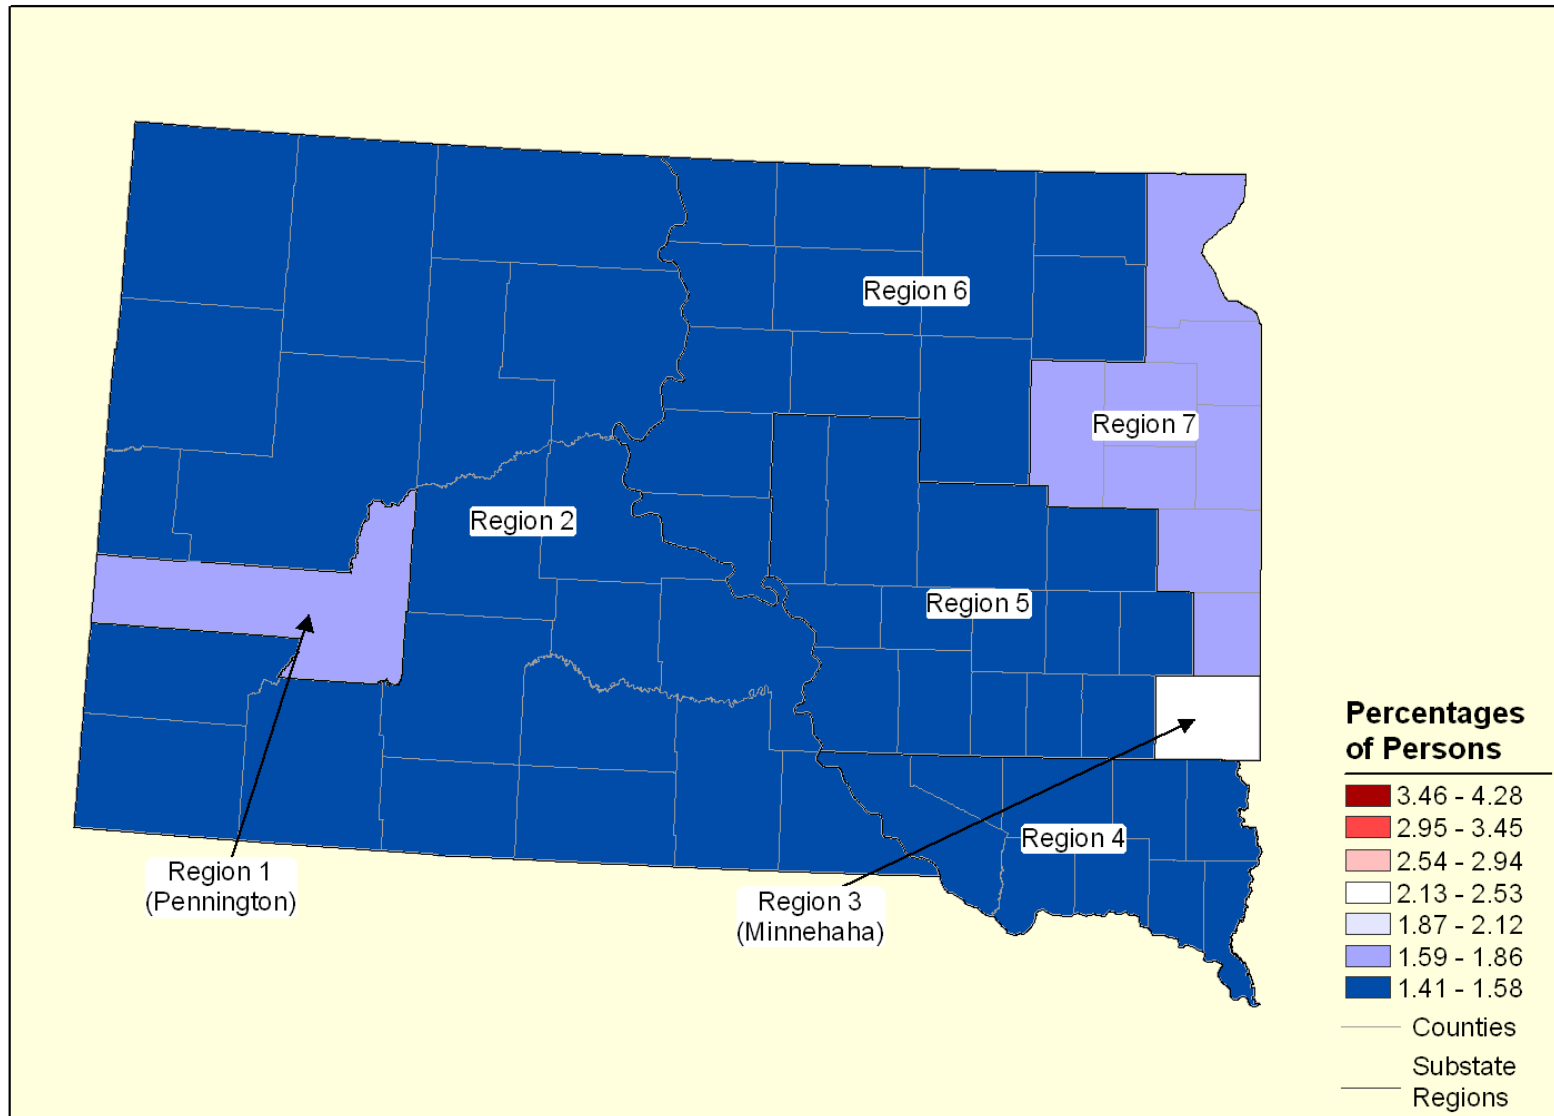 Region 6
Region 7
Region 2
Region 5
Region 4
Region 1
(Pennington)
Region 3
(Minnehaha)
Percentages
of Persons
3.46 - 4.28
2.95 - 3.45
2.54 - 2.94
2.13 - 2.53
1.87 - 2.12
1.59 - 1.86
1.41 - 1.58
Counties
Substate
Regions